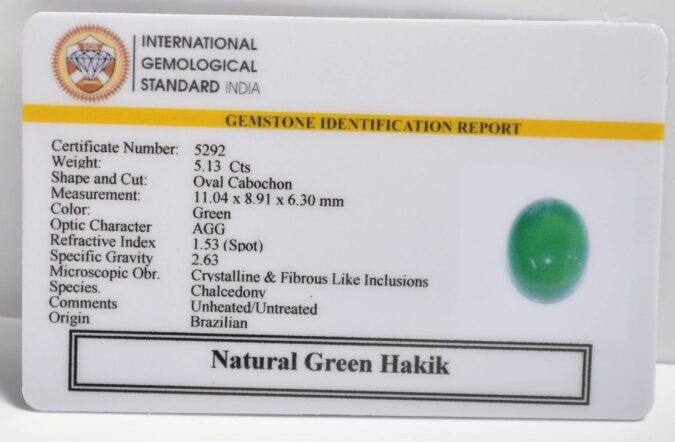 IGS
INTERNATIONAL
GEMOLOGICAL
STANDARD INDIA
GEMSTONE IDENTIFICATION REPORT
Certificate Number: 5292
Weight: 5.13 Cts
Shape and Cut: Oval Cabochon
Measurement: 11.04 x 8.91 x 6.30 mm
Color: Green
Optic Character AGG
Refractive Index 1.53 (Spot)
Specific Gravity 2.63
Microscopic Obr. Crystalline & Fibrous Like Inclusions
Species. Chalcedony
Comments Unheated/Untreated
Origin Brazilian
Natural Green Hakik